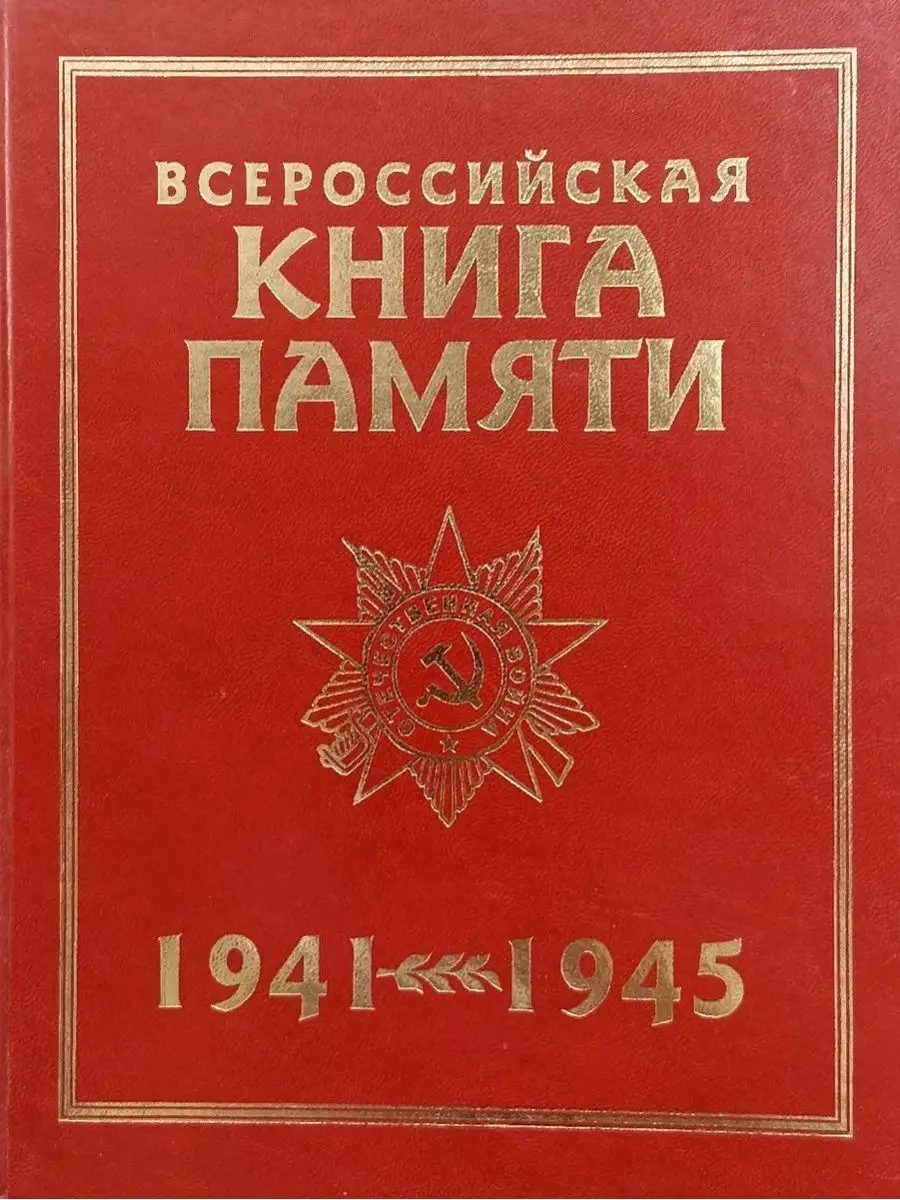 ВСЕРОССИЙСКАЯ
КНИГА
ПАМЯТИ
ОТЕЧЕСТВЕННАЯ ВОЙНА
1941 1945